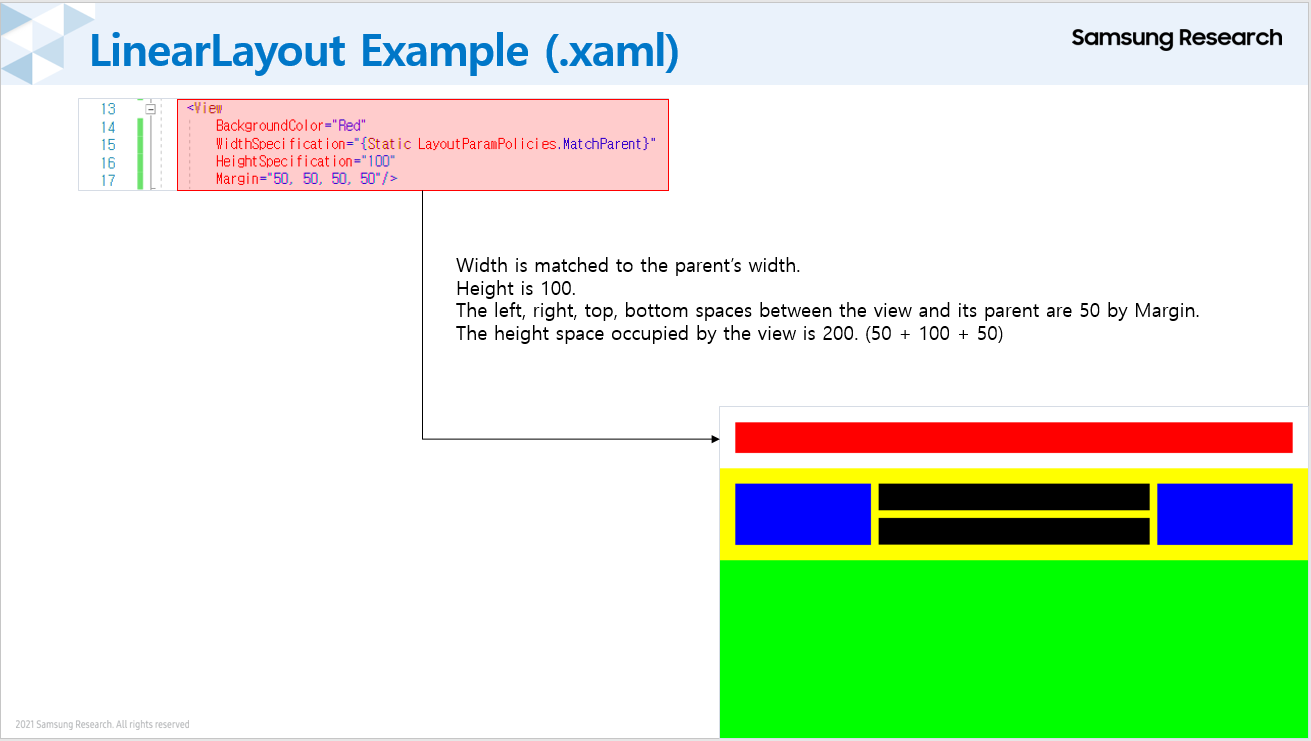 LinearLayout Example (.xaml)
Samsung Research
13 <View
14 BackgroundColor="Red"
15 WidthSpecification="{Static LayoutParamPolicies.MatchParent}"
16 HeightSpecification="100"
17 Margin="50, 50, 50, 50"/>
Width is matched to the parent’s width.
Height is 100.
The left, right, top, bottom spaces between the view and its parent are 50 by Margin.
The height space occupied by the view is 200. (50 + 100 + 50)
2021 Samsung Research. All rights reserved